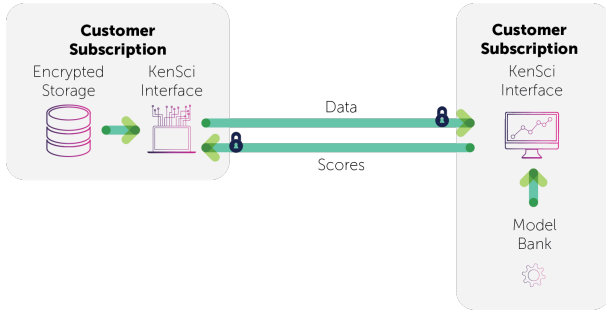 Customer
Subscription
Encrypted
Storage
KenSci
Interface
Data
Scores
Customer
Subscription
KenSci
Interface
Model
Bank